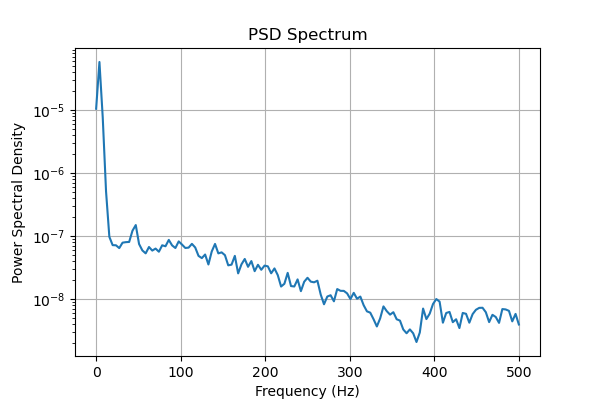 PSD Spectrum
Power Spectral Density
10⁻⁵
10⁻⁶
10⁻⁷
10⁻⁸
0 100 200 300 400 500
Frequency (Hz)